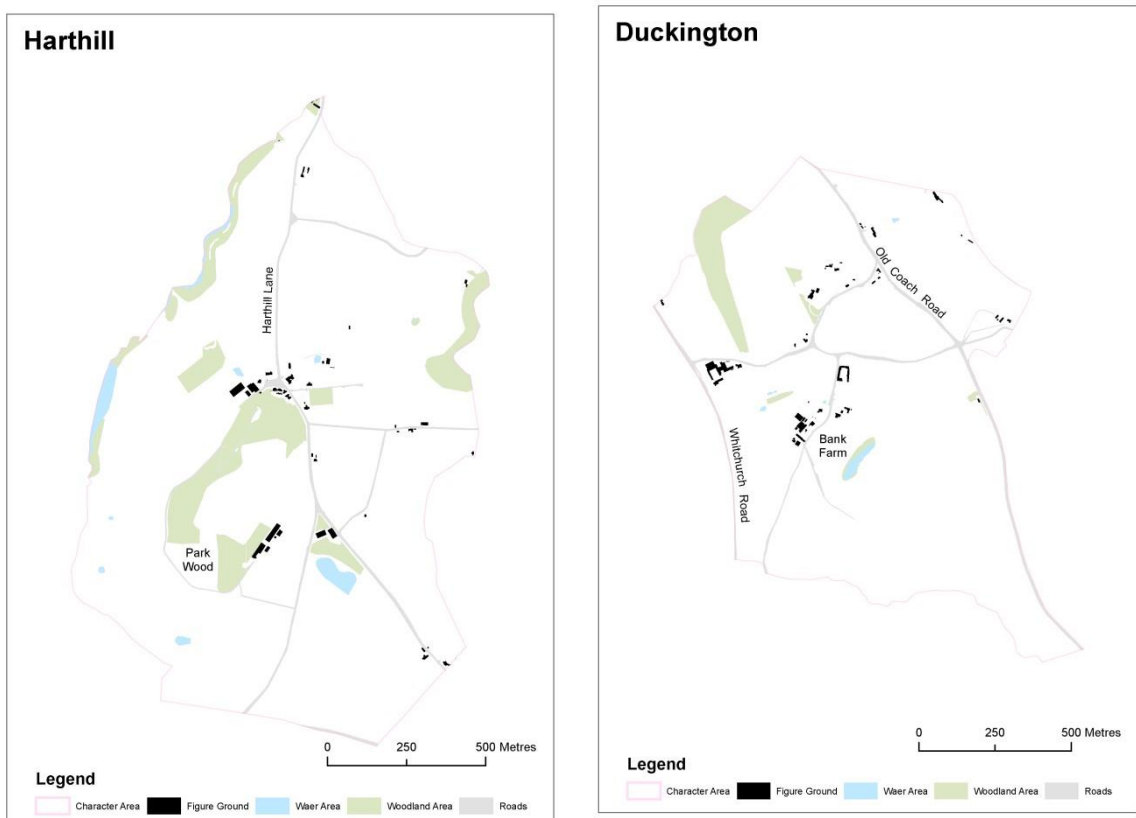 Harthill
Harthill Lane
Park
Wood
0 250 500 Metres
Legend
Character Area Figure Ground Waer Area Woodland Area Roads
Duckington
Old Coach Road
Whitchurch Road
Bank
Farm
0 250 500 Metres
Legend
Character Area Figure Ground Waer Area Woodland Area Roads